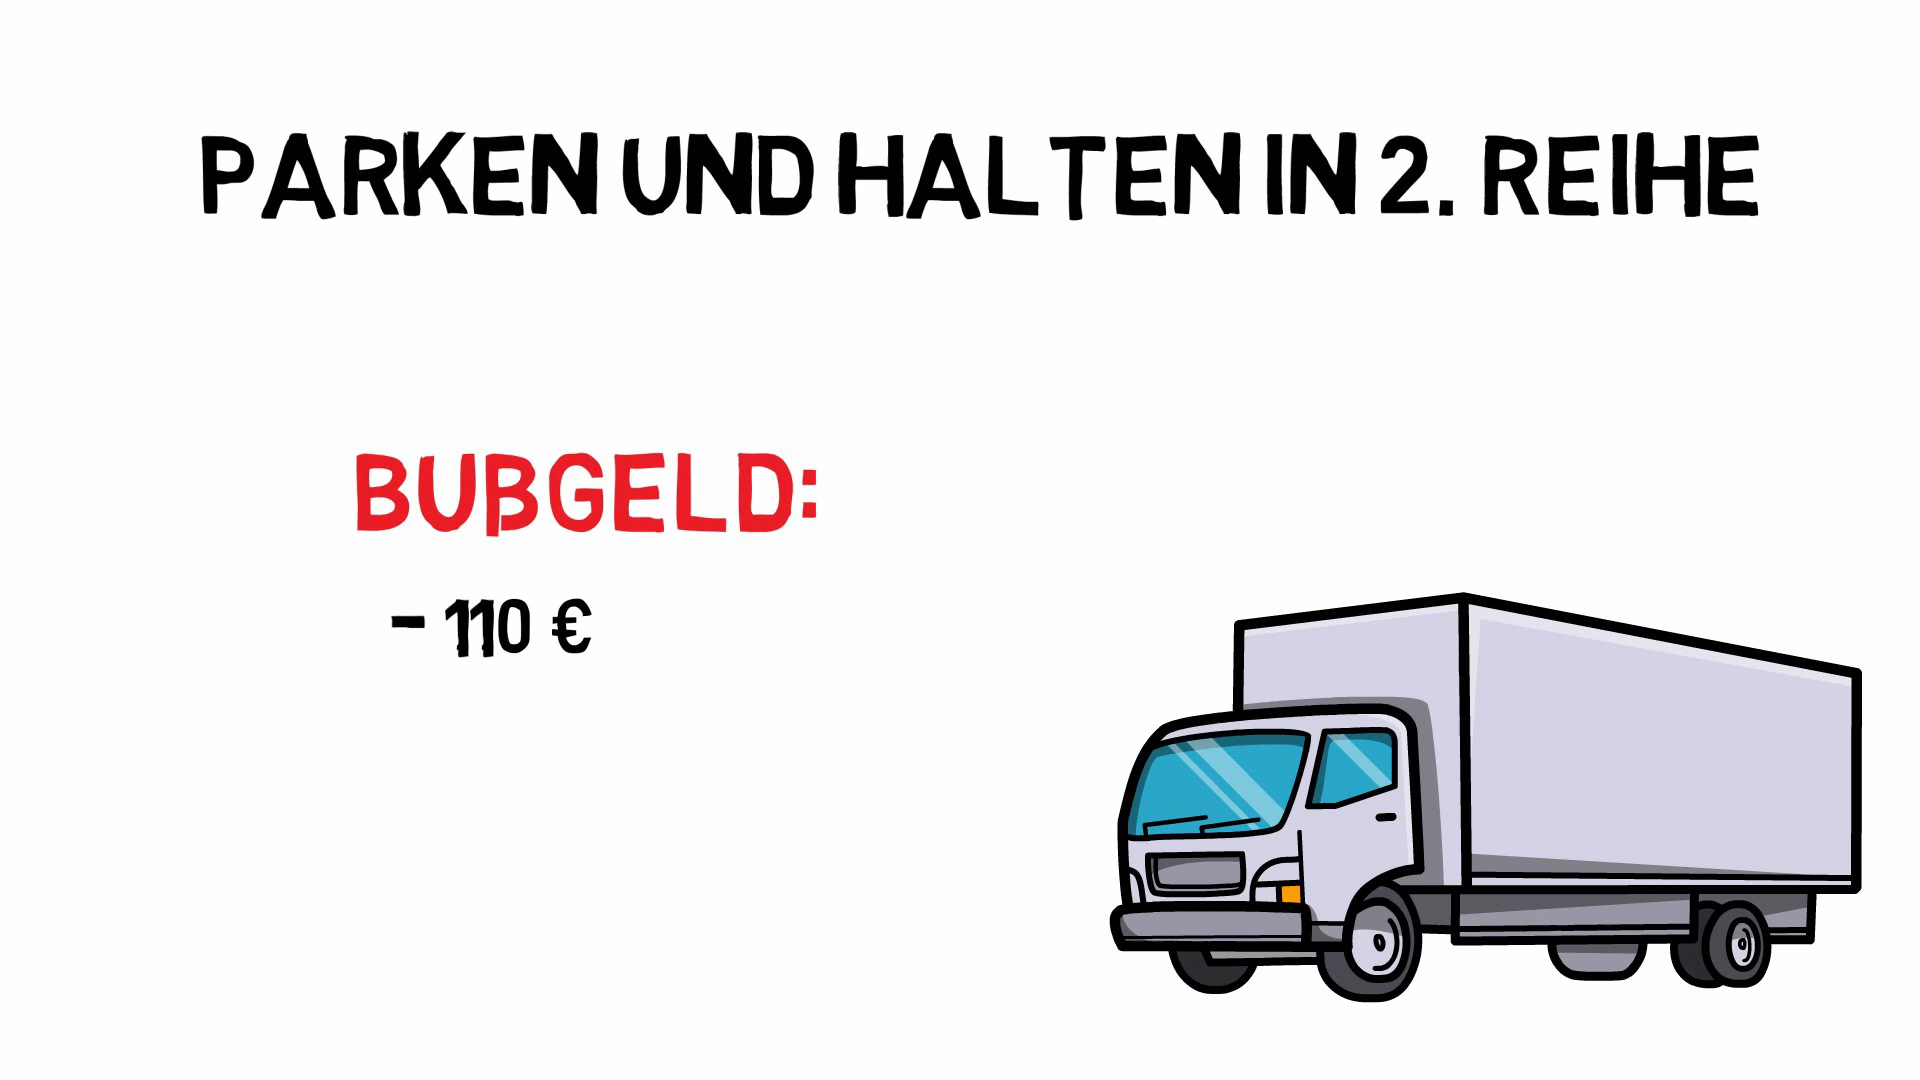 PARKEN UND HALTEN IN 2. REIHE
BUßGELD:
- 110 €